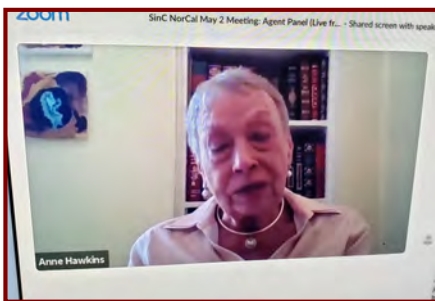 zoom
SinC NorCal May 2 Meeting: Agent Panel (Live fr... - Shared screen with speak
Anne Hawkins